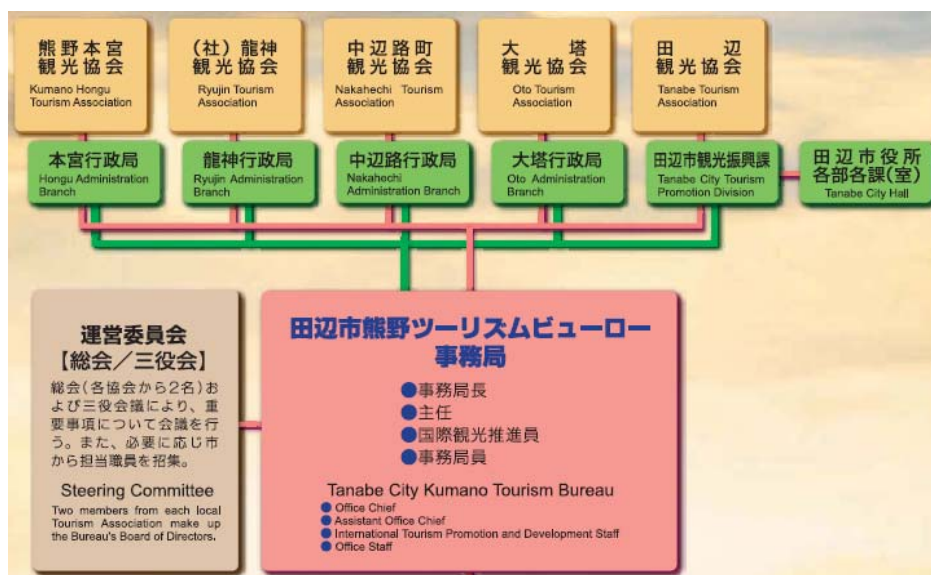 熊野本宮
観光協会
Kumano Hongu
Tourism Association
(社)龍神
観光協会
Ryujin Tourism
Association
中辺路町
観光協会
Nakahechi Tourism
Association
大塔
観光協会
Oto Tourism
Association
田辺
観光協会
Tanabe Tourism
Association
本宮行政局
Hongu Administration
Branch
龍神行政局
Ryujin Administration
Branch
中辺路行政局
Nakahechi
Administration Branch
大塔行政局
Oto Administration
Branch
田辺市観光振興課
Tanabe City Tourism
Promotion Division
田辺市役所
各部各課(室)
Tanabe City Hall
運営委員会
【総会／三役会】
総会(各協会から2名)お
よび三役会議により、重
要事項について会議を行
う。また、必要に応じ市
から担当職員を招集。
Steering Committee
Two members from each local
Tourism Association make up
the Bureau's Board of Directors.
田辺市熊野ツーリズムビューロー
事務局
●事務局長
●主任
●国際観光推進員
●事務局員
Tanabe City Kumano Tourism Bureau
● Office Chief
● Assistant Office Chief
● International Tourism Promotion and Development Staff
● Office Staff